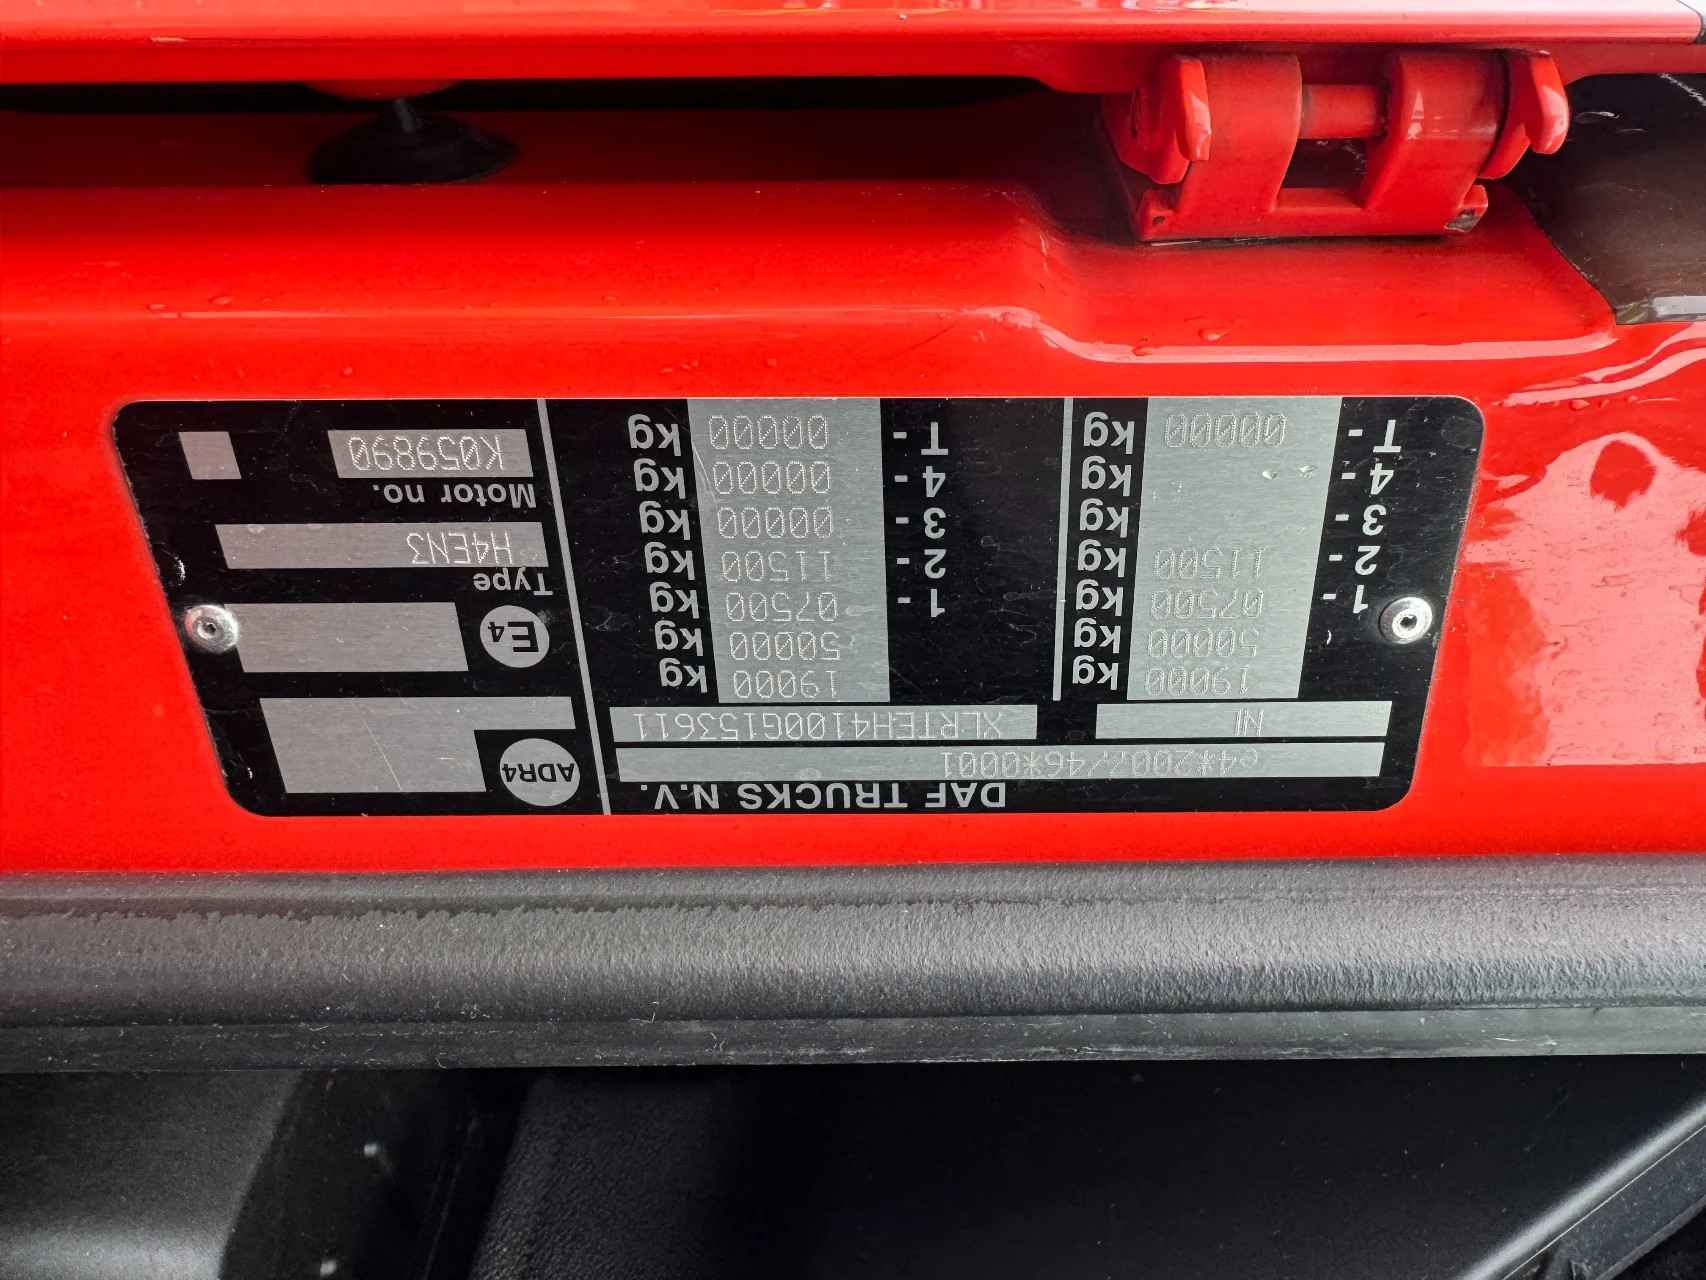 DAF TRUCKS N.V.
e4*2007/46*0001
NL XLRTEH4100G153611
19000 kg 19000 kg
50000 kg 50000 kg
1- 07500 kg 1- 07500 kg
2- 11500 kg 2- 11500 kg
3- kg 3- 00000 kg
4- kg 4- 00000 kg
T- 00000 kg T- 00000 kg
ADR4
E4
Type
H4EN3
Motor no.
K059890